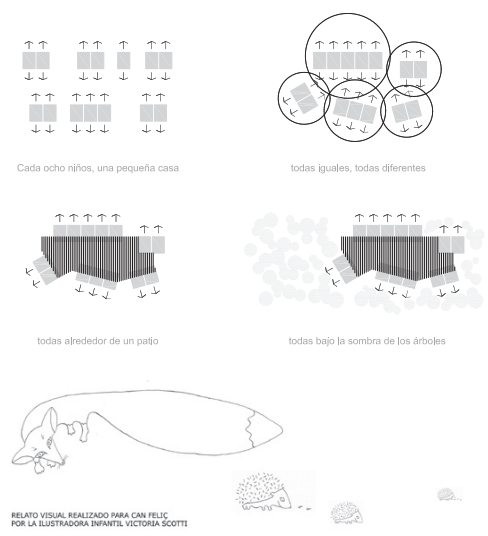 Cada ocho niños, una pequeña casa
todas iguales, todas diferentes
todas alrededor de un patio
todas bajo la sombra de los árboles
RELATO VISUAL REALIZADO PARA CAN FELIÇ
POR LA ILUSTRADORA INFANTIL VICTORIA SCOTTI